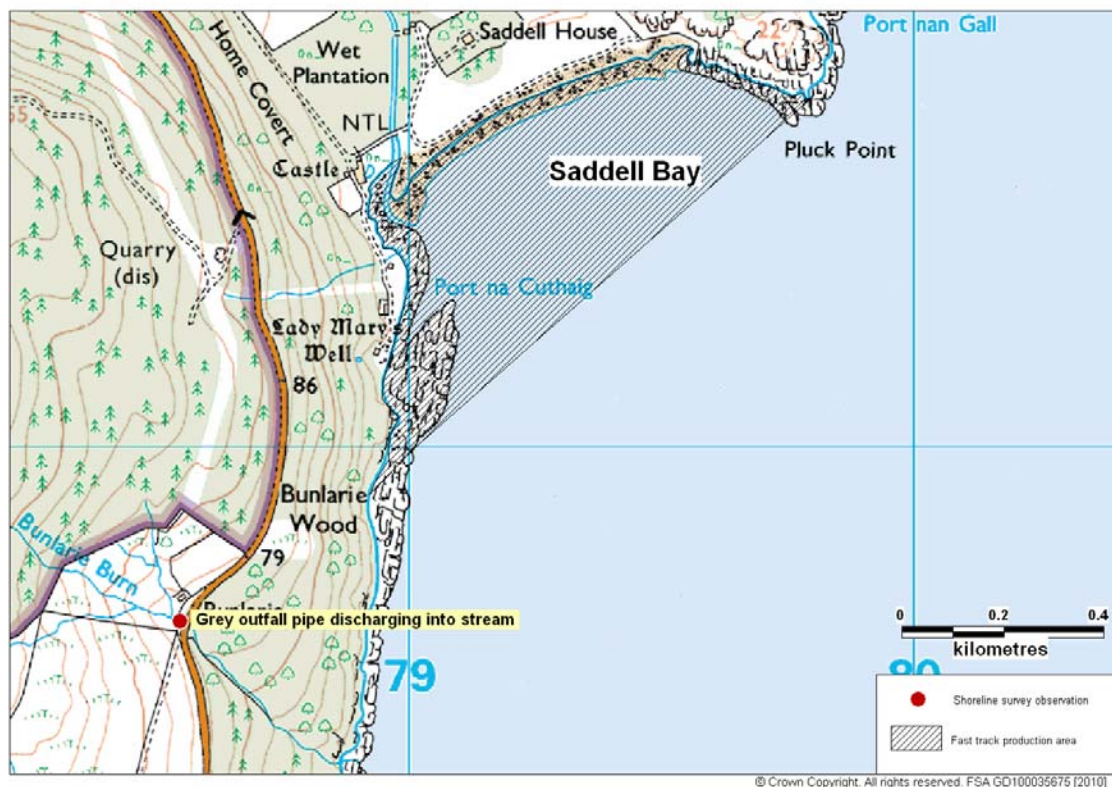 Port nan Gall
Saddell House
Wet
Plantation
Home Covert
NTL
Castle
Pluck Point
Saddell Bay
Quarry
(dis)
Port na Cuthaig
Lady Mary's
Well
86
Bunlarie
Wood
79
Bunlarie Burn
Grey outfall pipe discharging into stream
0 0.2 0.4
kilometres
79
80
Shoreline survey observation
Fast track production area
© Crown Copyright. All rights reserved. FSA GD100035675 [2010]